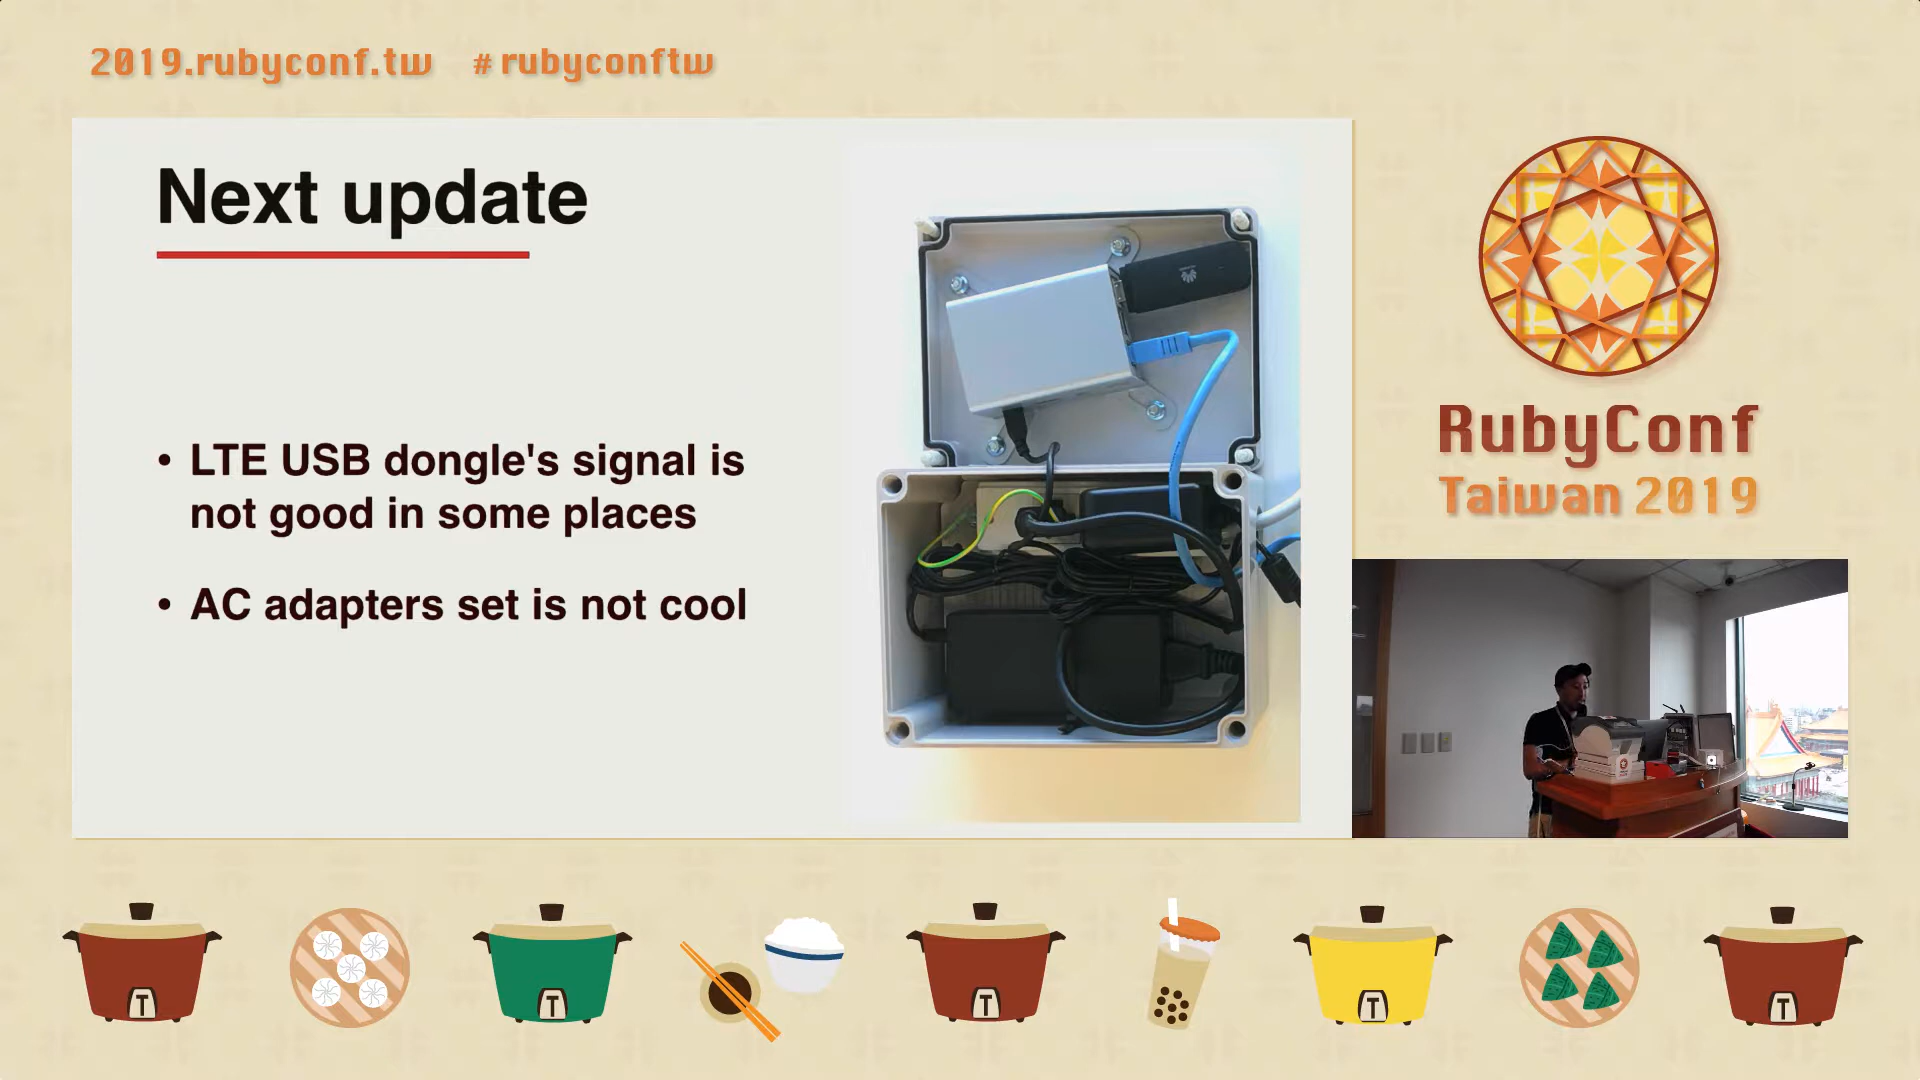 2019.rubyconf.tw #rubyconftw
Next update
• LTE USB dongle's signal is
not good in some places
• AC adapters set is not cool
RubyConf
Taiwan 2019
T
T
T
T
T